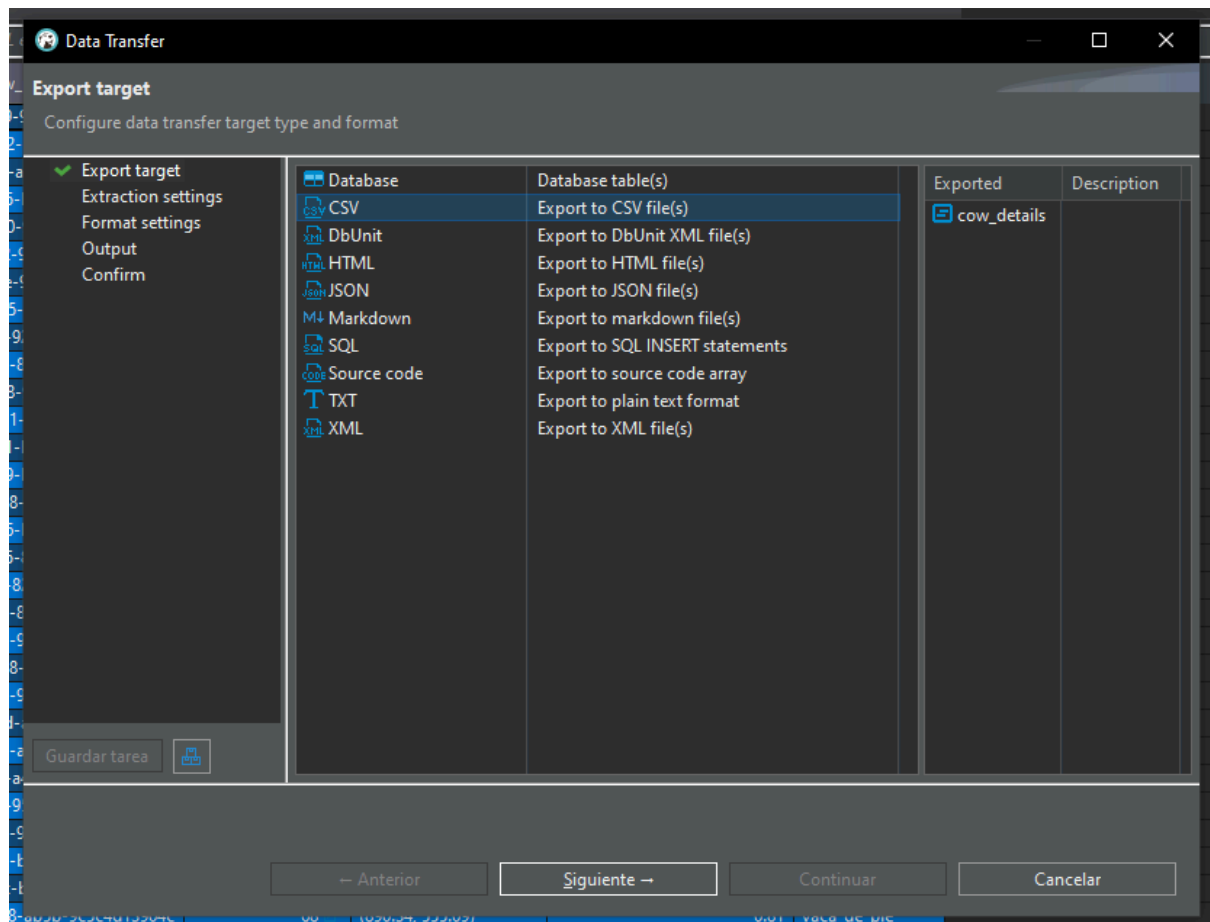 Data Transfer
Export target
Configure data transfer target type and format
Export target
Extraction settings
Format settings
Output
Confirm
Database Database table(s)
CSV Export to CSV file(s)
DbUnit Export to DbUnit XML file(s)
HTML Export to HTML file(s)
JSON Export to JSON file(s)
Markdown Export to markdown file(s)
SQL Export to SQL INSERT statements
Source code Export to source code array
TXT Export to plain text format
XML Export to XML file(s)
Exported Description
cow_details
Guardar tarea
← Anterior Siguiente → Continuar Cancelar